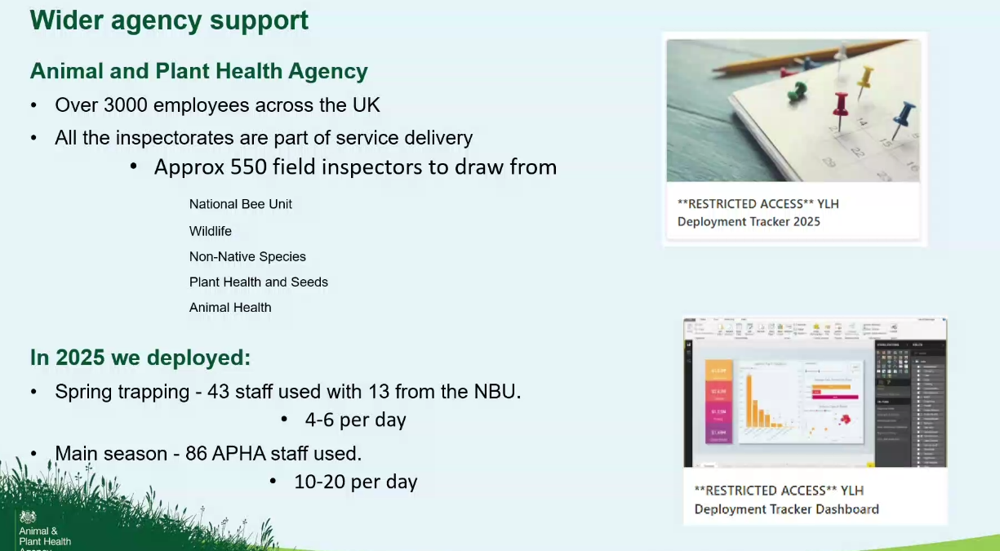 Wider agency support
Animal and Plant Health Agency
• Over 3000 employees across the UK
• All the inspectorates are part of service delivery
• Approx 550 field inspectors to draw from
National Bee Unit
Wildlife
Non-Native Species
Plant Health and Seeds
Animal Health
In 2025 we deployed:
• Spring trapping - 43 staff used with 13 from the NBU.
• 4-6 per day
• Main season - 86 APHA staff used.
• 10-20 per day
Animal &
Plant Health
14
15
22
29
**RESTRICTED ACCESS** YLH
Deployment Tracker 2025
**RESTRICTED ACCESS** YLH
Deployment Tracker Dashboard